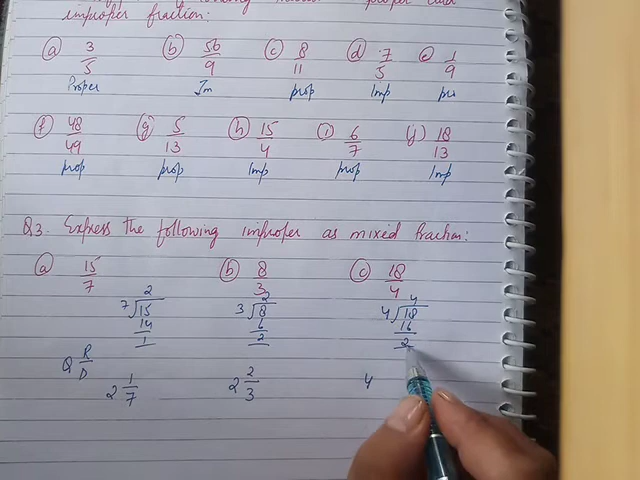 improper fraction:
(a) 3/5 (b) 56/9 (c) 8/11 (d) 7/5 (e) 1/9
Proper Im prop Imp pro
(f) 48/49 (g) 5/13 (h) 15/4 (i) 6/7 (j) 18/13
prop prop Imp prop Imp
Q3. Express the following improper as mixed fraction:
(a) 15/7 (b) 8/3 (c) 18/4
2 2 4
7)15 3)8 4)18
14 6 16
1 2 2
Q R/D
2 1/7 2 2/3 4